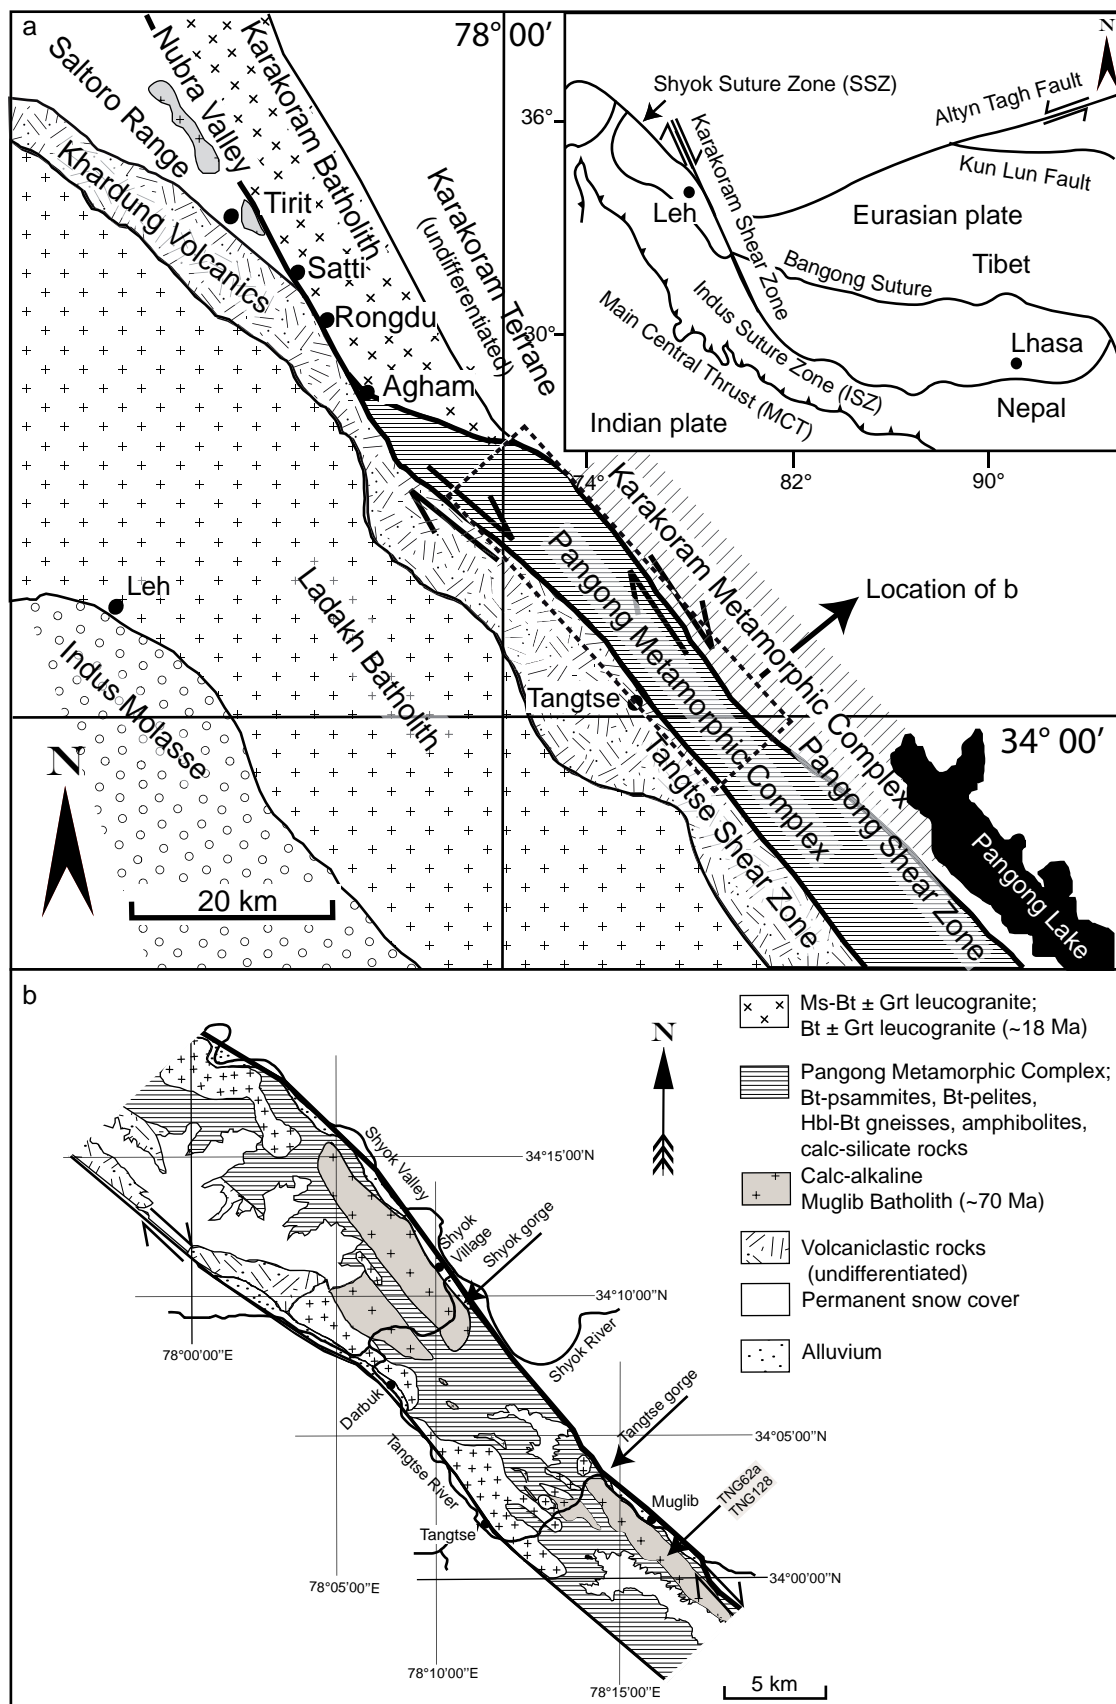 a
78° 00’
Saltoro Range
Nubra Valley
Karakoram Batholith
Khardung Volcanics
Karakoram Terrane
(undifferentiated)
Tirit
Satti
Rongdu
Agham
Leh
Indus Molasse
Ladakh Batholith
Pangong Metamorphic Complex
Karakoram Metamorphic Complex
Location of b
Tangtse
Tangtse Shear Zone
Pangong Shear Zone
34° 00’
Pangong Lake
N
20 km
N
Shyok Suture Zone (SSZ)
Altyn Tagh Fault
36°
Kun Lun Fault
Karakoram Shear Zone
Leh
Eurasian plate
Tibet
Bangong Suture
Indus Suture Zone (ISZ)
Main Central Thrust (MCT)
30°
Lhasa
Nepal
Indian plate
74°
82°
90°
b
N
Shyok Valley
34°15'00"N
Shyok
Village
Shyok gorge
34°10'00"N
78°00'00"E
Shyok River
Darbuk
Tangtse gorge
34°05'00"N
Tangtse River
TNG62a
TNG128
Muglib
Tangtse
34°00'00"N
78°05'00"E
78°10'00"E
78°15'00"E
5 km
Ms-Bt ± Grt leucogranite;
Bt ± Grt leucogranite (~18 Ma)
Pangong Metamorphic Complex;
Bt-psammites, Bt-pelites,
Hbl-Bt gneisses, amphibolites,
calc-silicate rocks
Calc-alkaline
Muglib Batholith (~70 Ma)
Volcaniclastic rocks
(undifferentiated)
Permanent snow cover
Alluvium